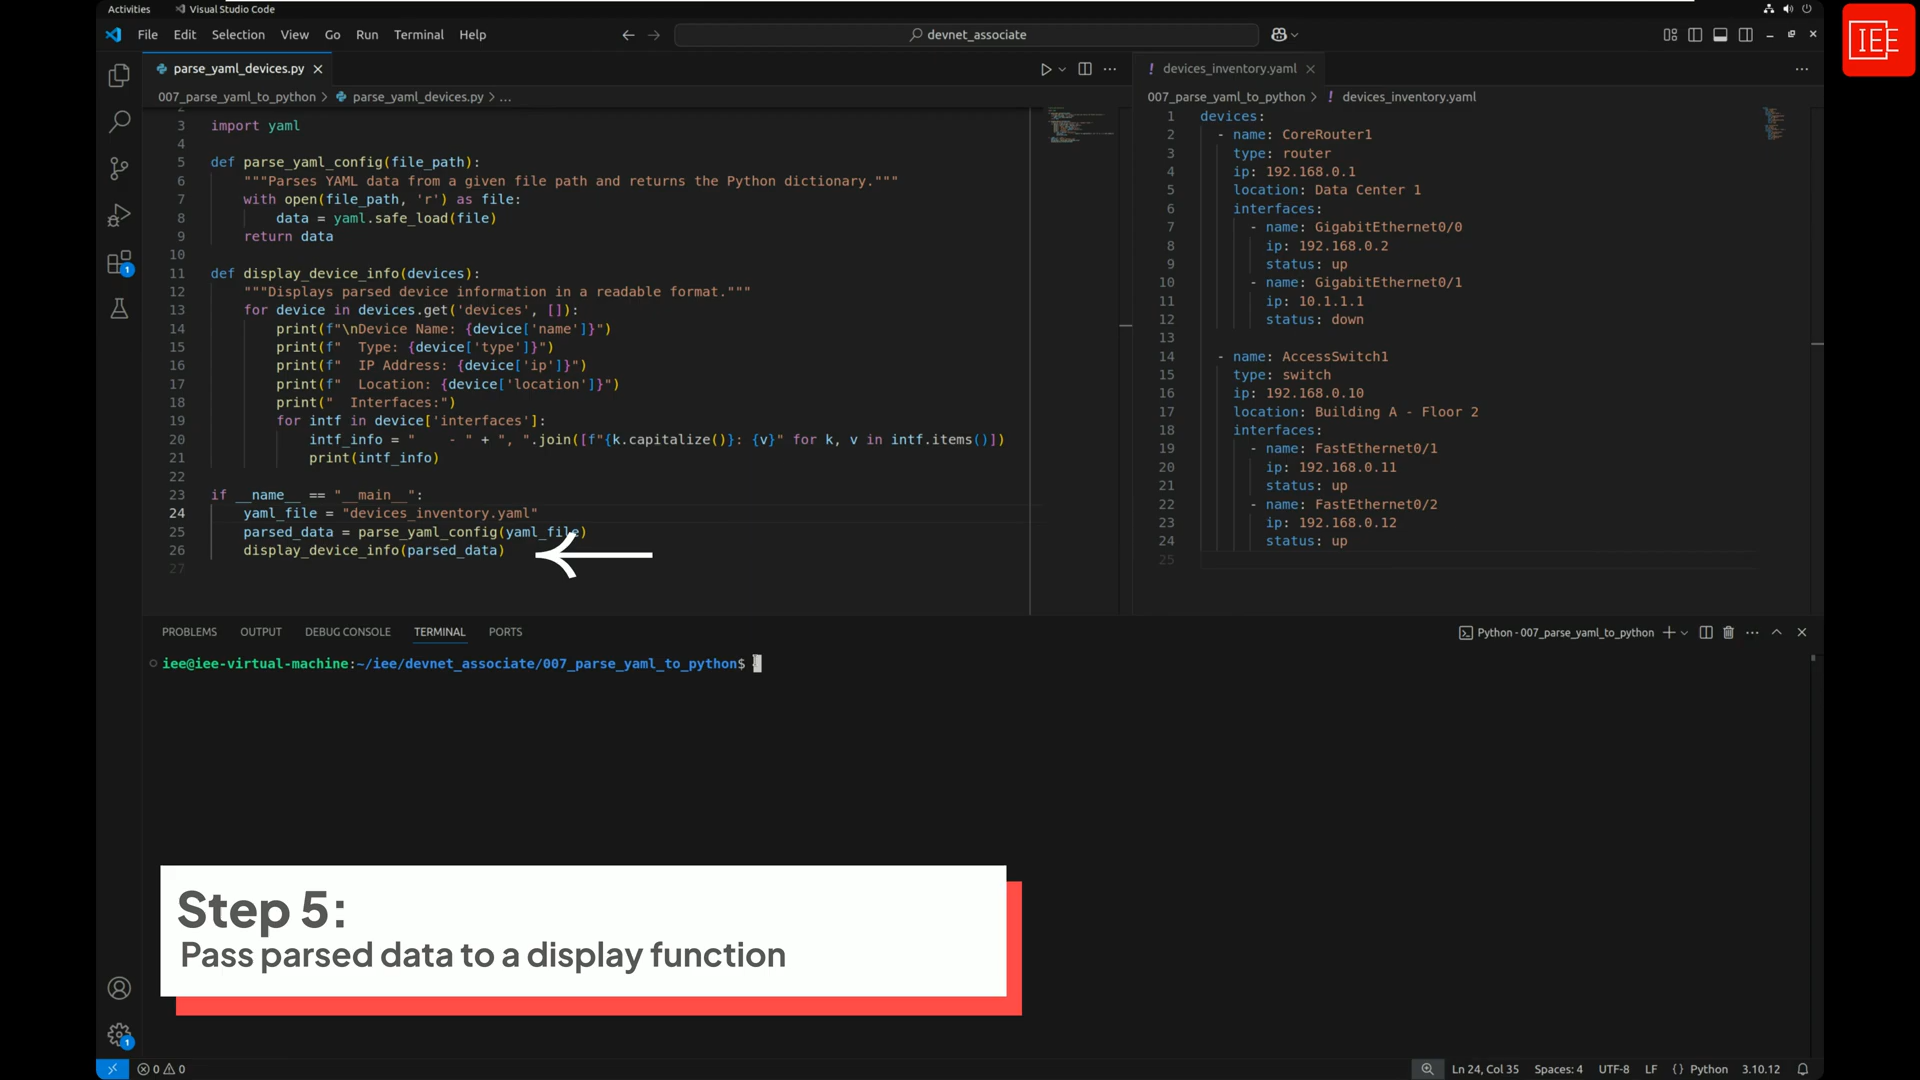 Activities
Visual Studio Code
File Edit Selection View Go Run Terminal Help
devnet_associate
IEE
parse_yaml_devices.py
007_parse_yaml_to_python > parse_yaml_devices.py > ...
2
3 import yaml
4
5 def parse_yaml_config(file_path):
6 """Parses YAML data from a given file path and returns the Python dictionary."""
7 with open(file_path, 'r') as file:
8 data = yaml.safe_load(file)
9 return data
10
11 def display_device_info(devices):
12 """Displays parsed device information in a readable format."""
13 for device in devices.get('devices', []):
14 print(f"\nDevice Name: {device['name']}")
15 print(f"  Type: {device['type']}")
16 print(f"  IP Address: {device['ip']}")
17 print(f"  Location: {device['location']}")
18 print("  Interfaces:")
19 for intf in device['interfaces']:
20 intf_info = "    - " + ", ".join([f"{k.capitalize()}: {v}" for k, v in intf.items()])
21 print(intf_info)
22
23 if __name__ == "__main__":
24 yaml_file = "devices_inventory.yaml"
25 parsed_data = parse_yaml_config(yaml_file)
26 display_device_info(parsed_data)
27
devices_inventory.yaml
007_parse_yaml_to_python > ! devices_inventory.yaml
1 devices:
2 - name: CoreRouter1
3 type: router
4 ip: 192.168.0.1
5 location: Data Center 1
6 interfaces:
7 - name: GigabitEthernet0/0
8 ip: 192.168.0.2
9 status: up
10 - name: GigabitEthernet0/1
11 ip: 10.1.1.1
12 status: down
13
14 - name: AccessSwitch1
15 type: switch
16 ip: 192.168.0.10
17 location: Building A - Floor 2
18 interfaces:
19 - name: FastEthernet0/1
20 ip: 192.168.0.11
21 status: up
22 - name: FastEthernet0/2
23 ip: 192.168.0.12
24 status: up
25
PROBLEMS OUTPUT DEBUG CONSOLE TERMINAL PORTS
Python - 007_parse_yaml_to_python
iee@iee-virtual-machine:~/iee/devnet_associate/007_parse_yaml_to_python$
Step 5:
Pass parsed data to a display function
1
1
0 0
Ln 24, Col 35 Spaces: 4 UTF-8 LF {} Python 3.10.12